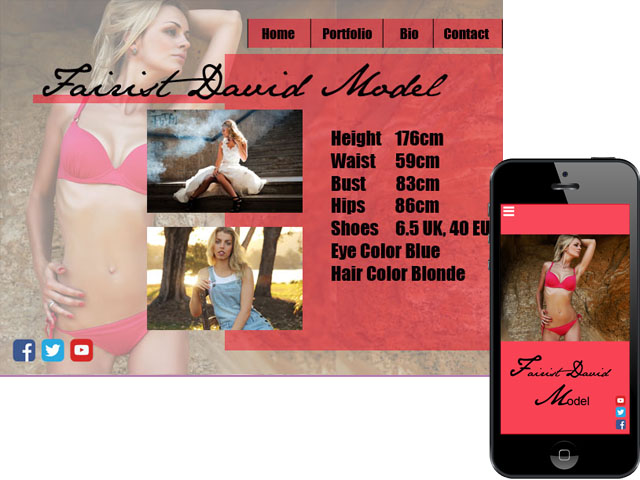 Home Portfolio Bio Contact
Fairist David Model
Height 176cm
Waist 59cm
Bust 83cm
Hips 86cm
Shoes 6.5 UK, 40 EU
Eye Color Blue
Hair Color Blonde
Fairist David
Model